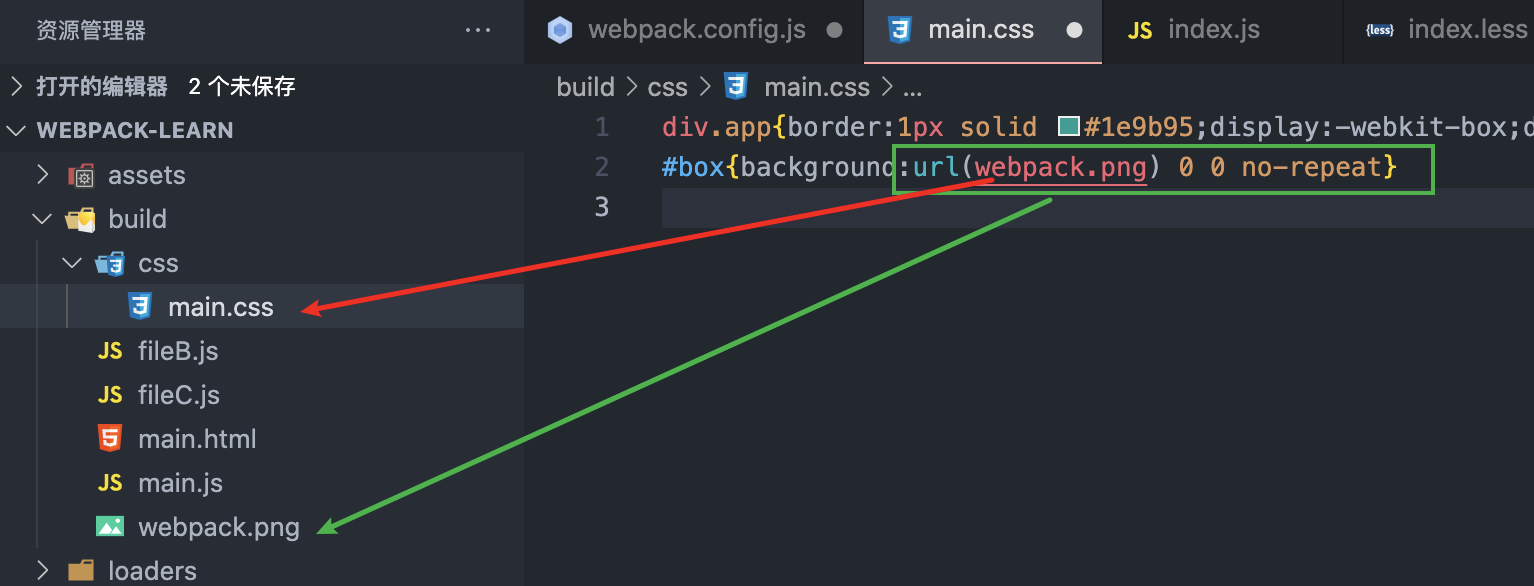 资源管理器 ...
webpack.config.js
main.css
JS index.js
{less} index.less
打开的编辑器 2 个未保存
WEBPACK-LEARN
assets
build
css
main.css
JS fileB.js
JS fileC.js
main.html
JS main.js
webpack.png
loaders
build > css > main.css > ...
1 div.app{border:1px solid #1e9b95;display:-webkit-box;d
2 #box{background:url(webpack.png) 0 0 no-repeat}
3